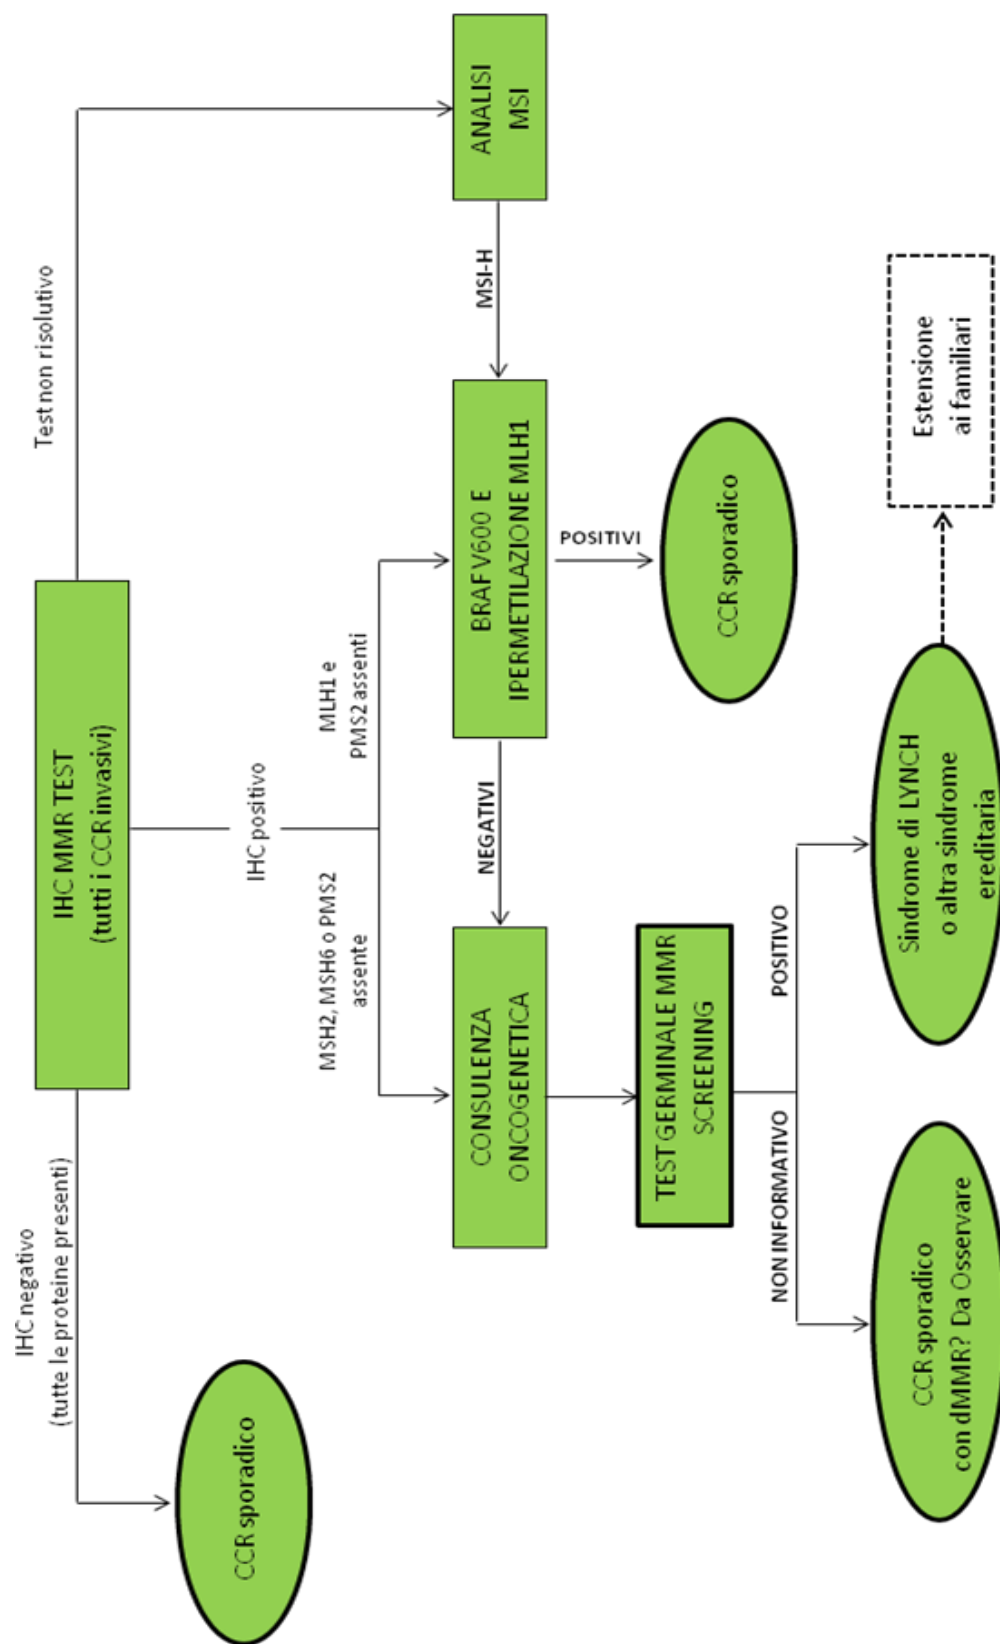 IHC MMR TEST
(tutti i CCR invasivi)
IHC negativo
(tutte le proteine presenti)
Test non risolutivo
CCR sporadico
IHC positivo
MSH2, MSH6 o PMS2
assente
MLH1 e
PMS2 assenti
CONSULENZA
ONCOGENETICA
NEGATIVI
BRAF V600 E
IPERMETILAZIONE MLH1
MSI-H
ANALISI
MSI
POSITIVI
CCR sporadico
TEST GERMINALE MMR
SCREENING
NON INFORMATIVO
POSITIVO
CCR sporadico
con dMMR? Da Osservare
Sindrome di LYNCH
o altra sindrome
ereditaria
Estensione
ai familiari